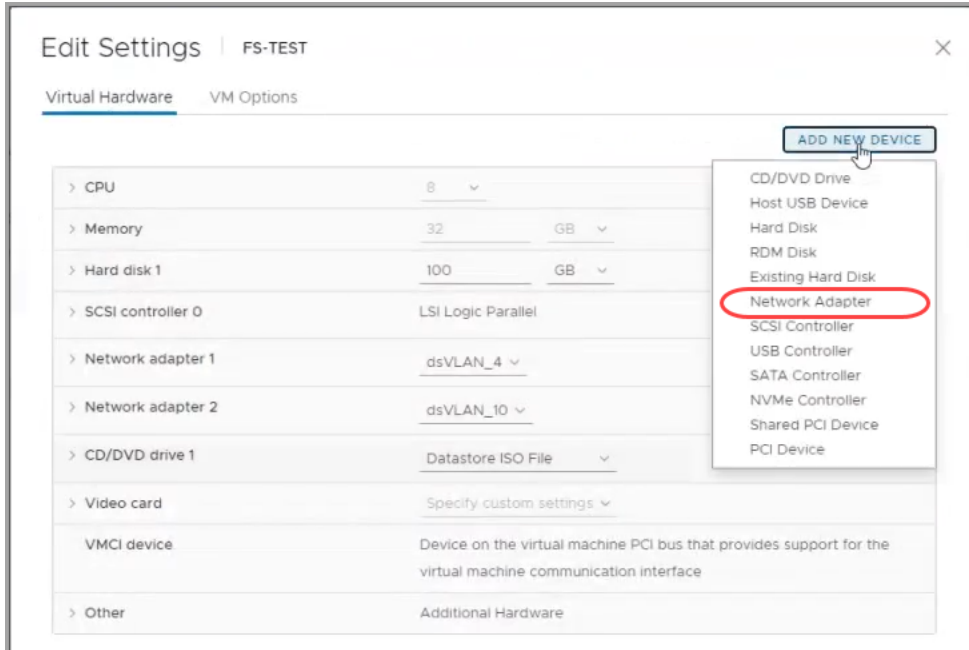 Edit Settings FS-TEST
Virtual Hardware VM Options
ADD NEW DEVICE
CD/DVD Drive
Host USB Device
Hard Disk
RDM Disk
Existing Hard Disk
Network Adapter
SCSI Controller
USB Controller
SATA Controller
NVMe Controller
Shared PCI Device
PCI Device
CPU 8
Memory 32 GB
Hard disk 1 100 GB
SCSI controller 0 LSI Logic Parallel
Network adapter 1 dsVLAN_4
Network adapter 2 dsVLAN_10
CD/DVD drive 1 Datastore ISO File
Video card Specify custom settings
VMCI device Device on the virtual machine PCI bus that provides support for the
virtual machine communication interface
Other Additional Hardware